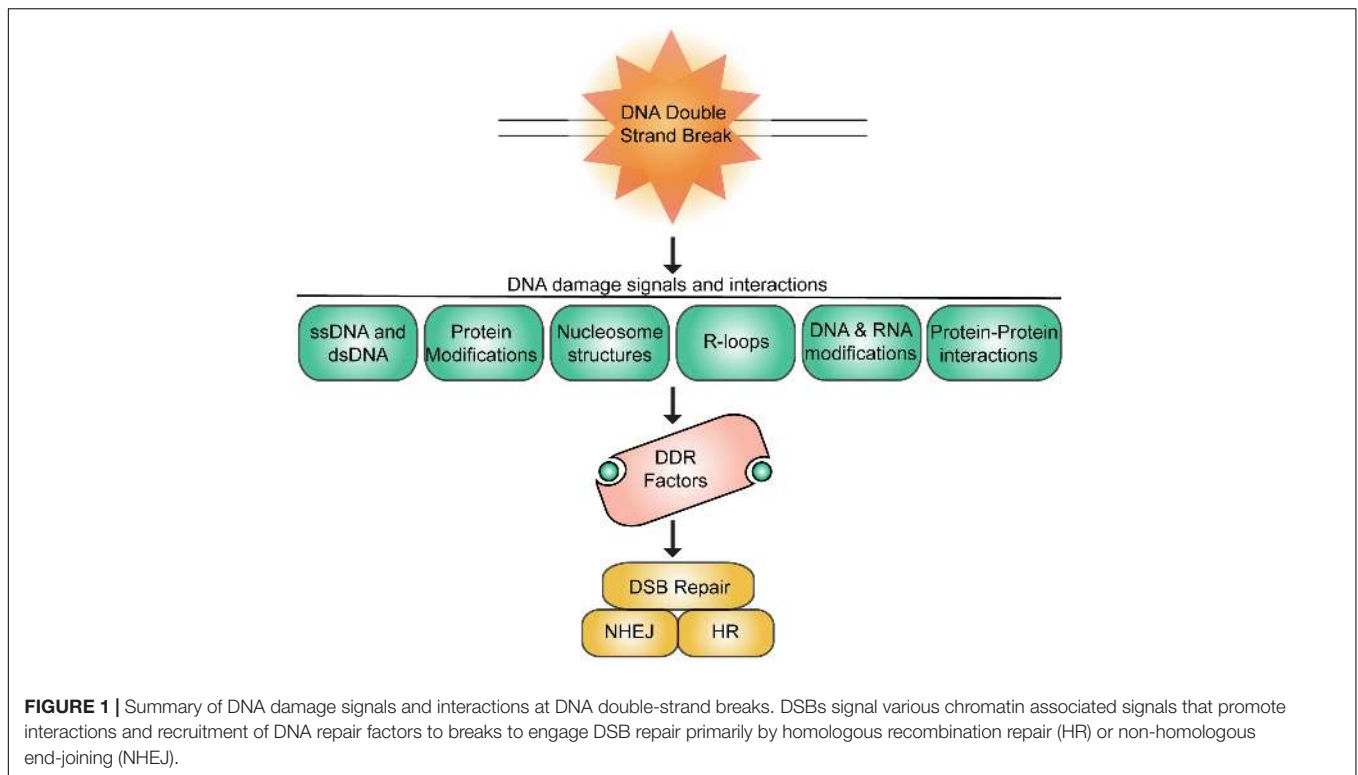 DNA Double
Strand Break
DNA damage signals and interactions
ssDNA and
dsDNA
Protein
Modifications
Nucleosome
structures
R-loops
DNA & RNA
modifications
Protein-Protein
interactions
DDR
Factors
DSB Repair
NHEJ
HR
FIGURE 1 | Summary of DNA damage signals and interactions at DNA double-strand breaks. DSBs signal various chromatin associated signals that promote
interactions and recruitment of DNA repair factors to breaks to engage DSB repair primarily by homologous recombination repair (HR) or non-homologous
end-joining (NHEJ).